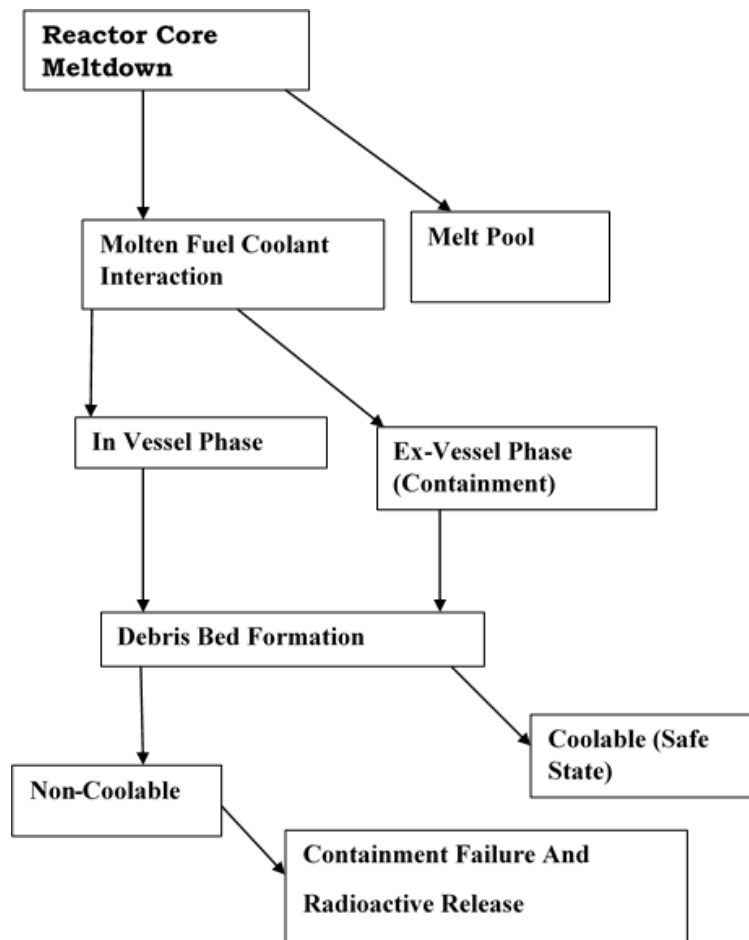 Reactor Core
Meltdown
Molten Fuel Coolant
Interaction
Melt Pool
In Vessel Phase
Ex-Vessel Phase
(Containment)
Debris Bed Formation
Coolable (Safe
State)
Non-Coolable
Containment Failure And
Radioactive Release